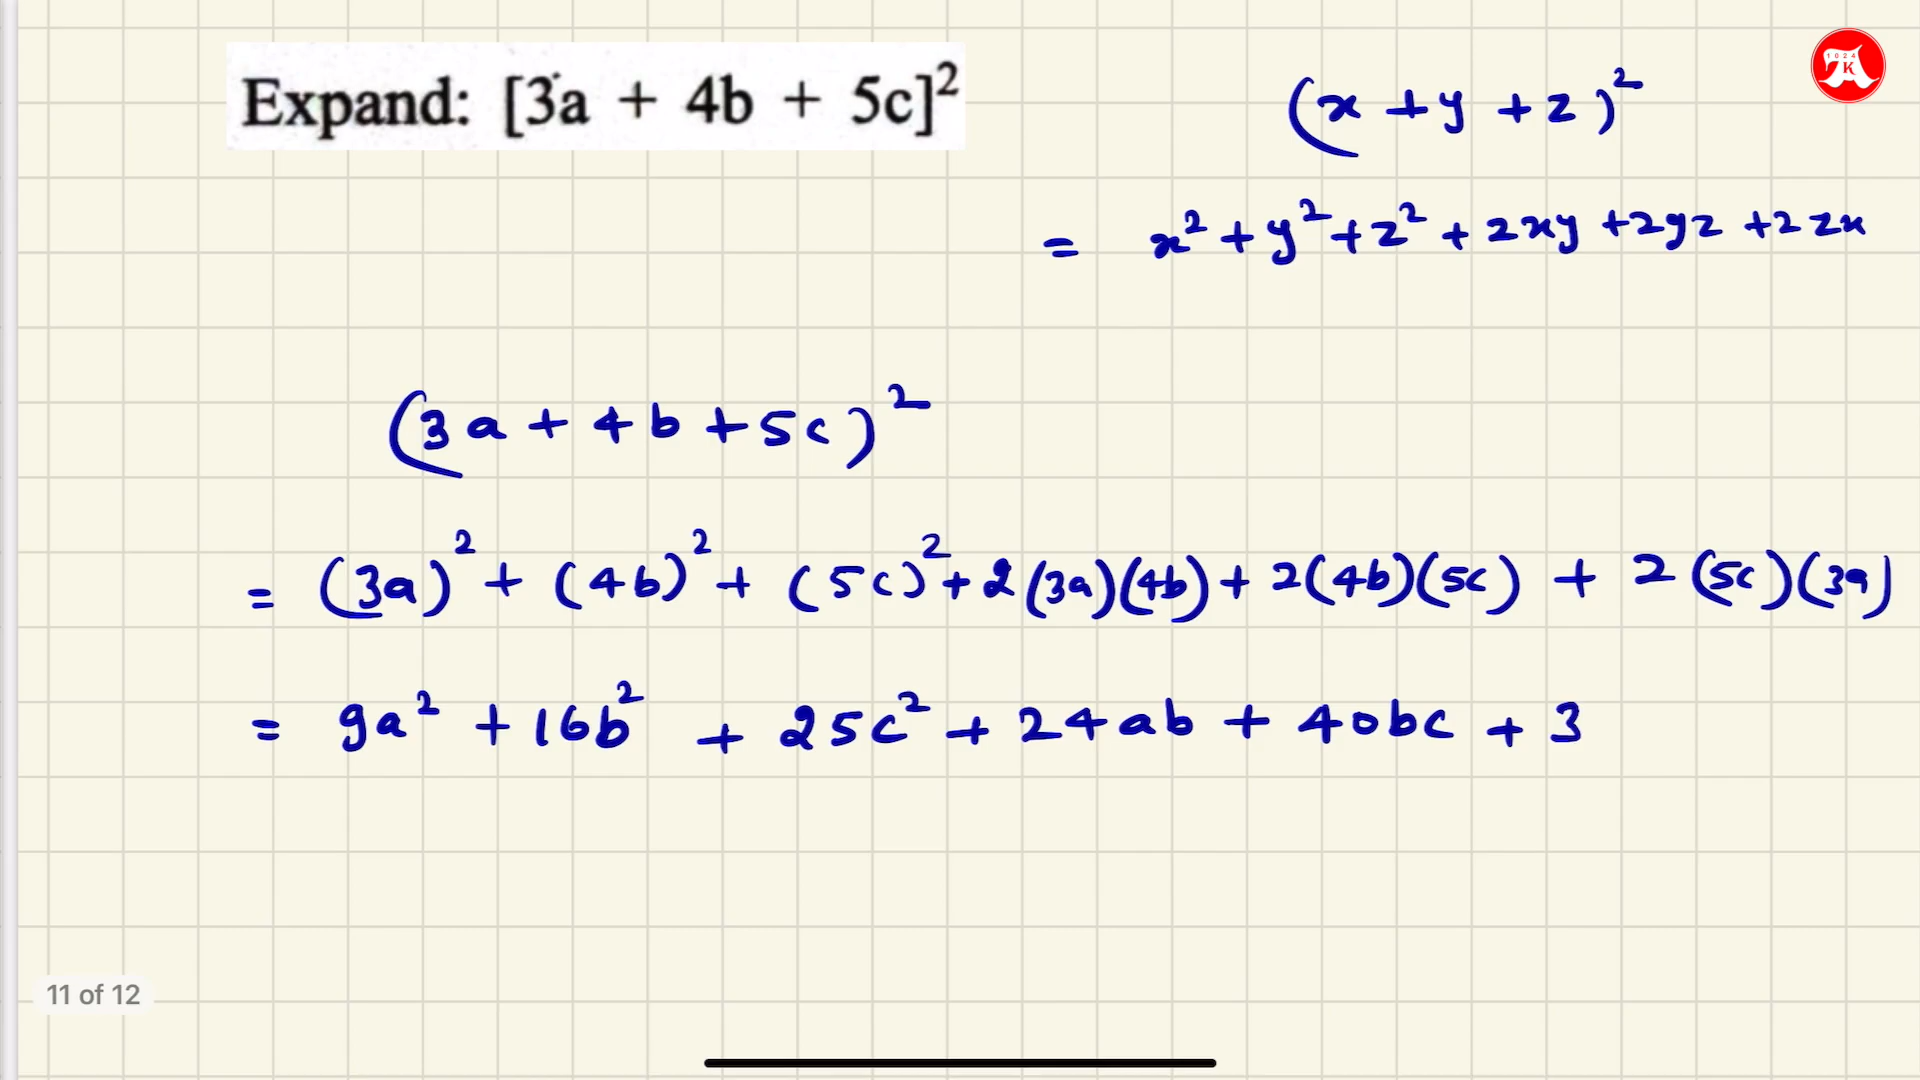 Expand: [3a + 4b + 5c]²
(x + y + z)²
= x² + y² + z² + 2xy + 2yz + 2zx
(3a + 4b + 5c)²
= (3a)² + (4b)² + (5c)² + 2(3a)(4b) + 2(4b)(5c) + 2(5c)(3a)
= 9a² + 16b² + 25c² + 24ab + 40bc + 3
11 of 12
1024
K